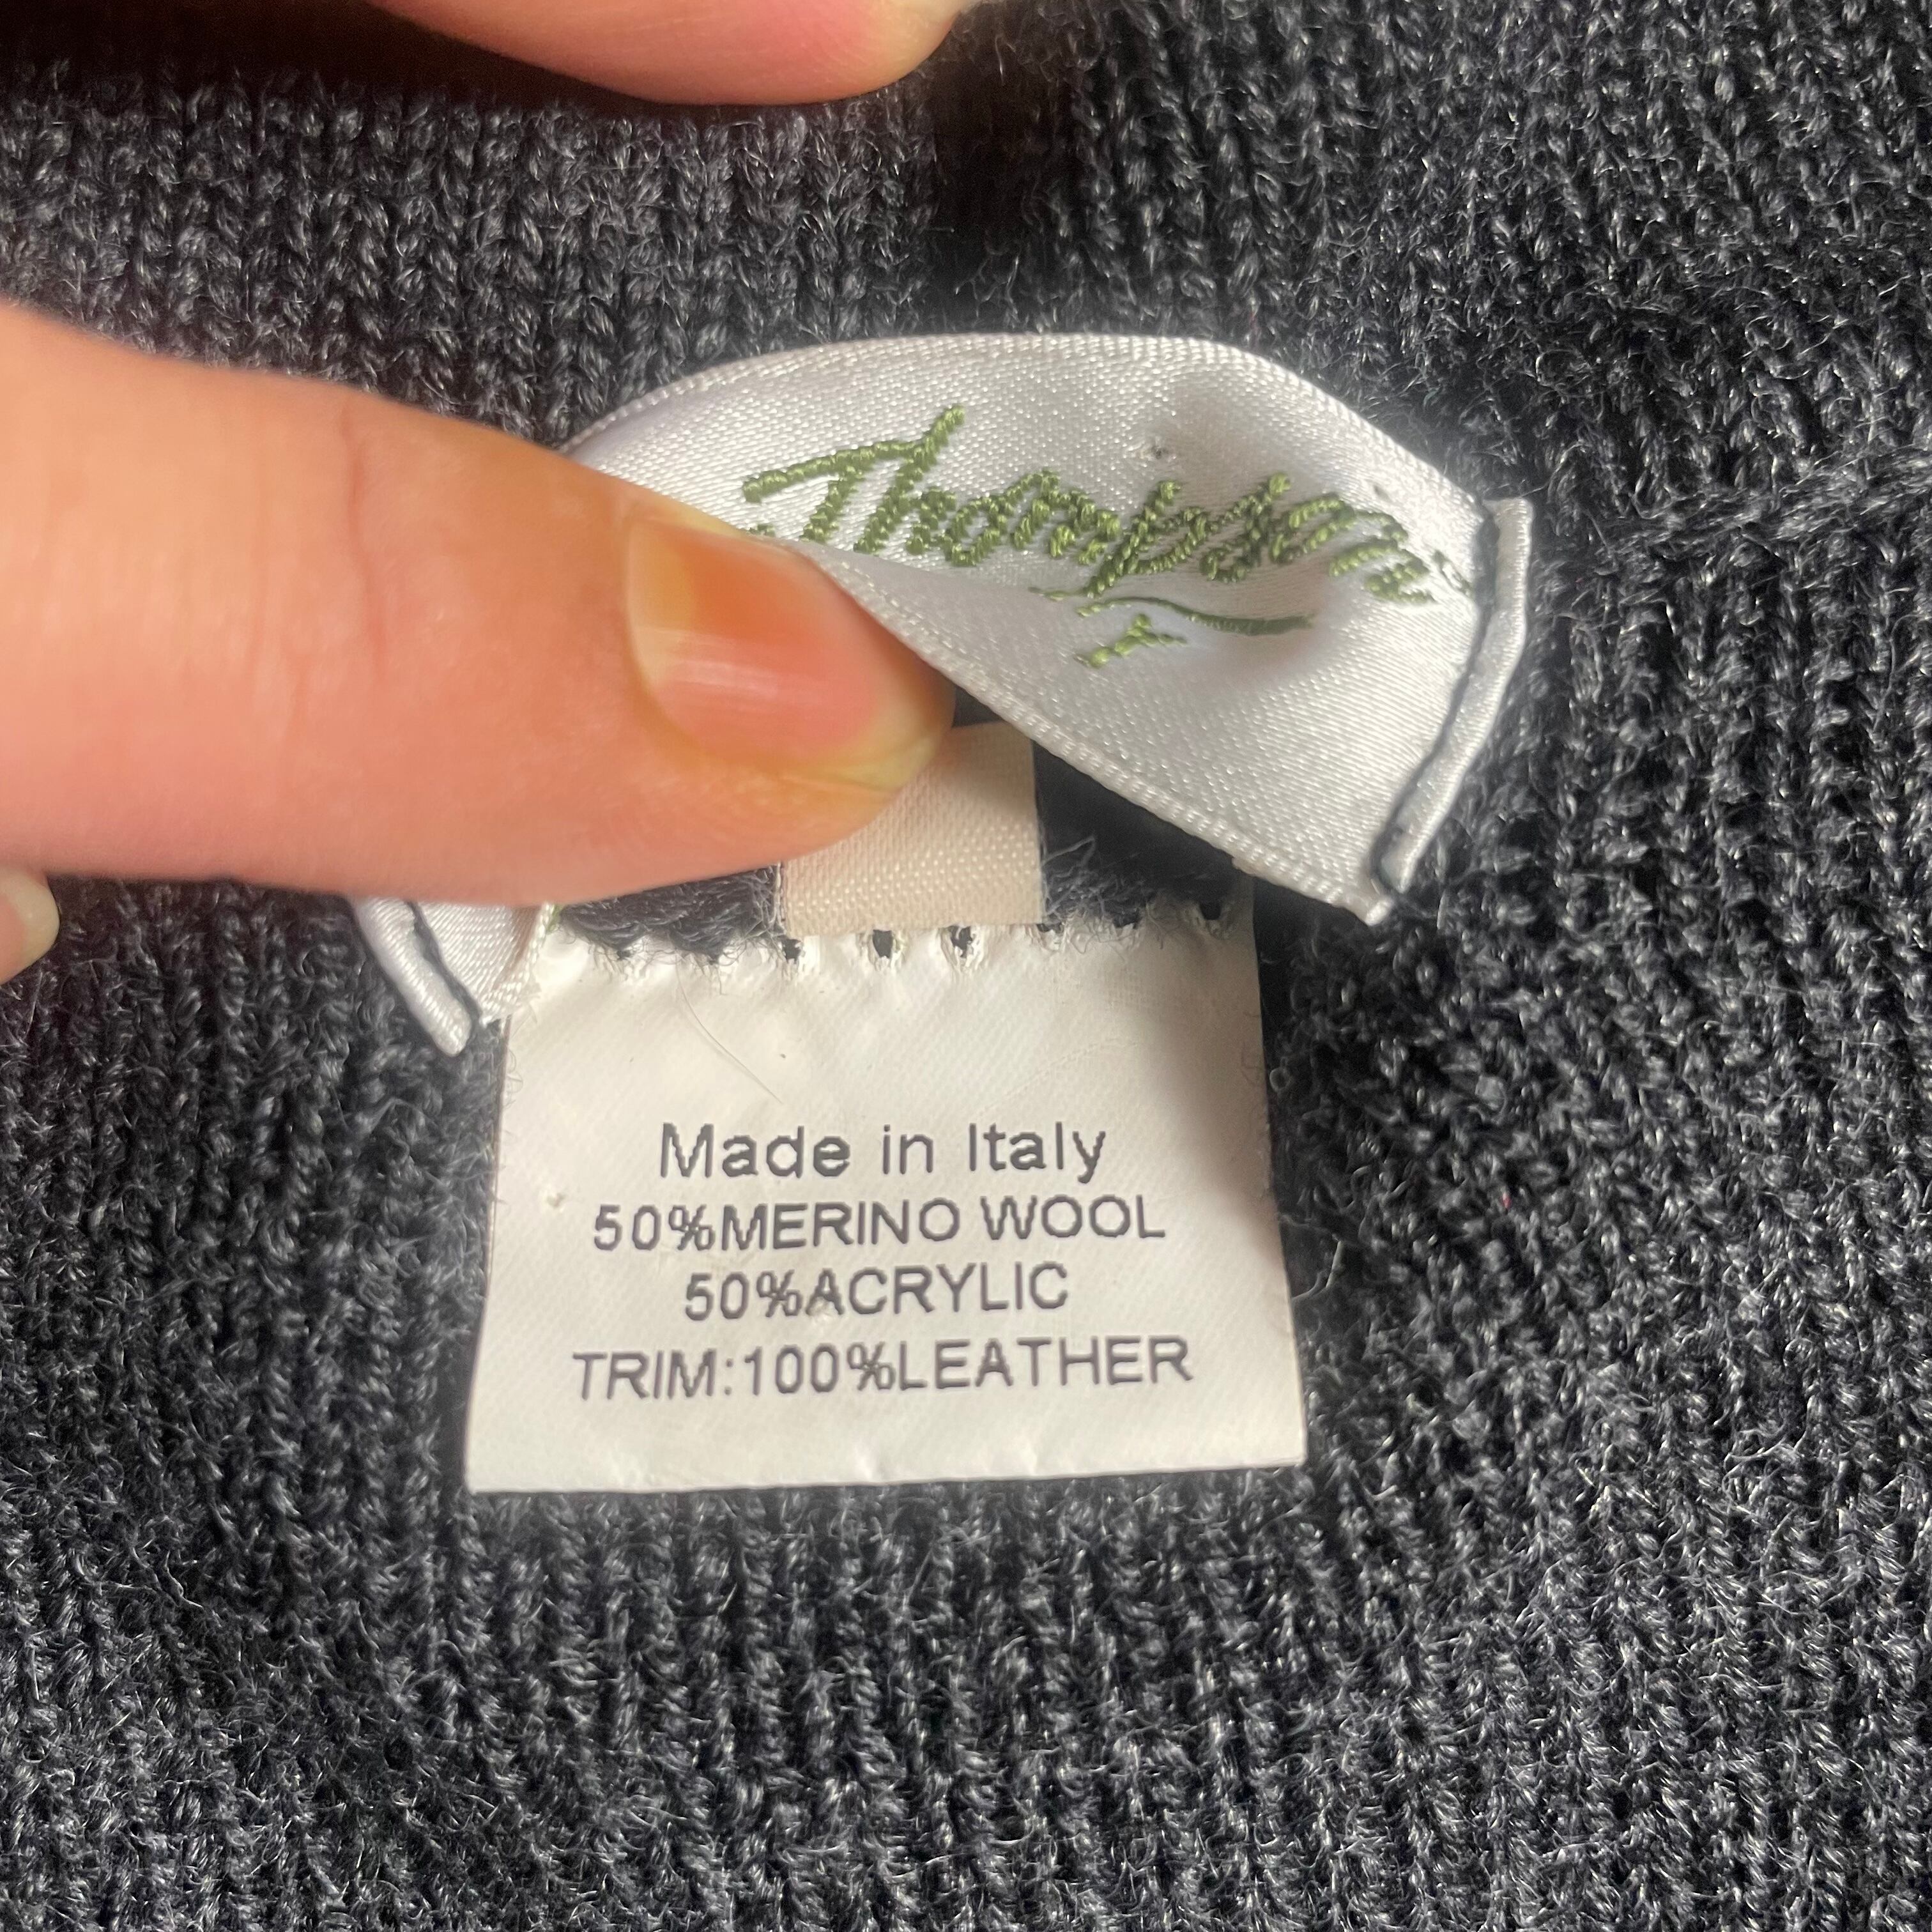 Thompson
Made in Italy
50%MERINO WOOL
50%ACRYLIC
TRIM:100%LEATHER